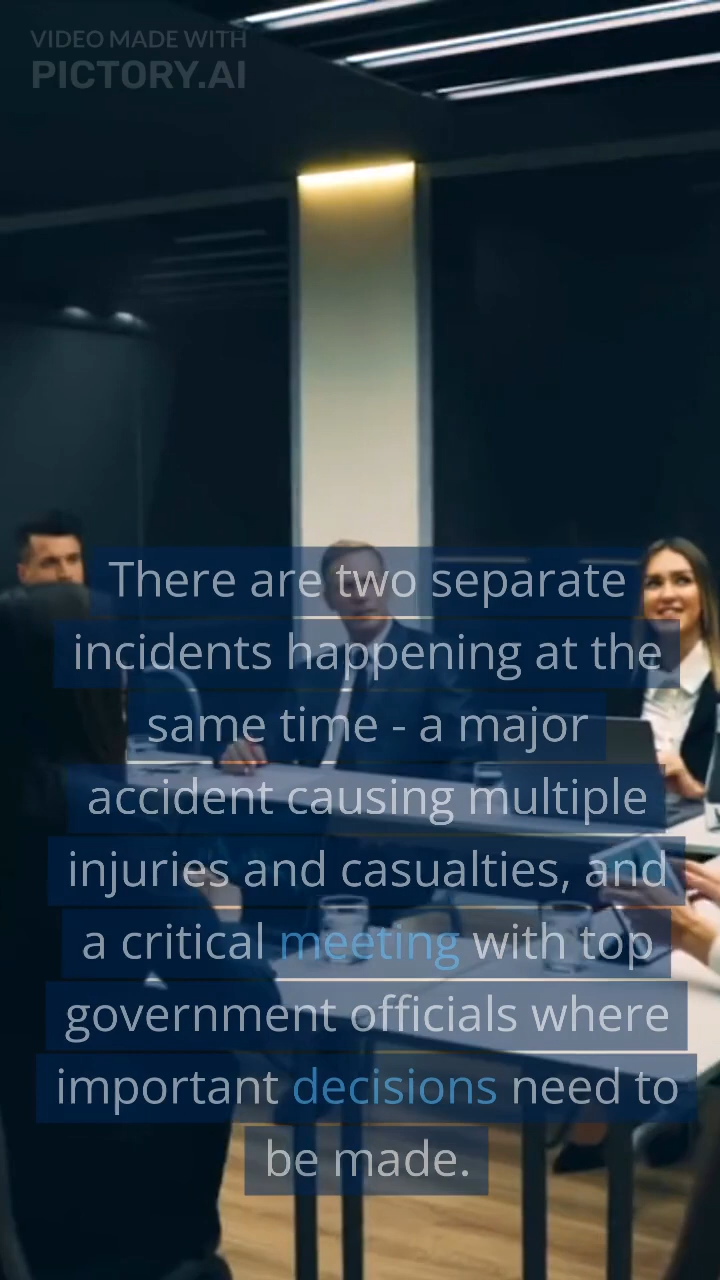 VIDEO MADE WITH
PICTORY.AI
There are two separate
incidents happening at the
same time - a major
accident causing multiple
injuries and casualties, and
a critical meeting with top
government officials where
important decisions need to
be made.